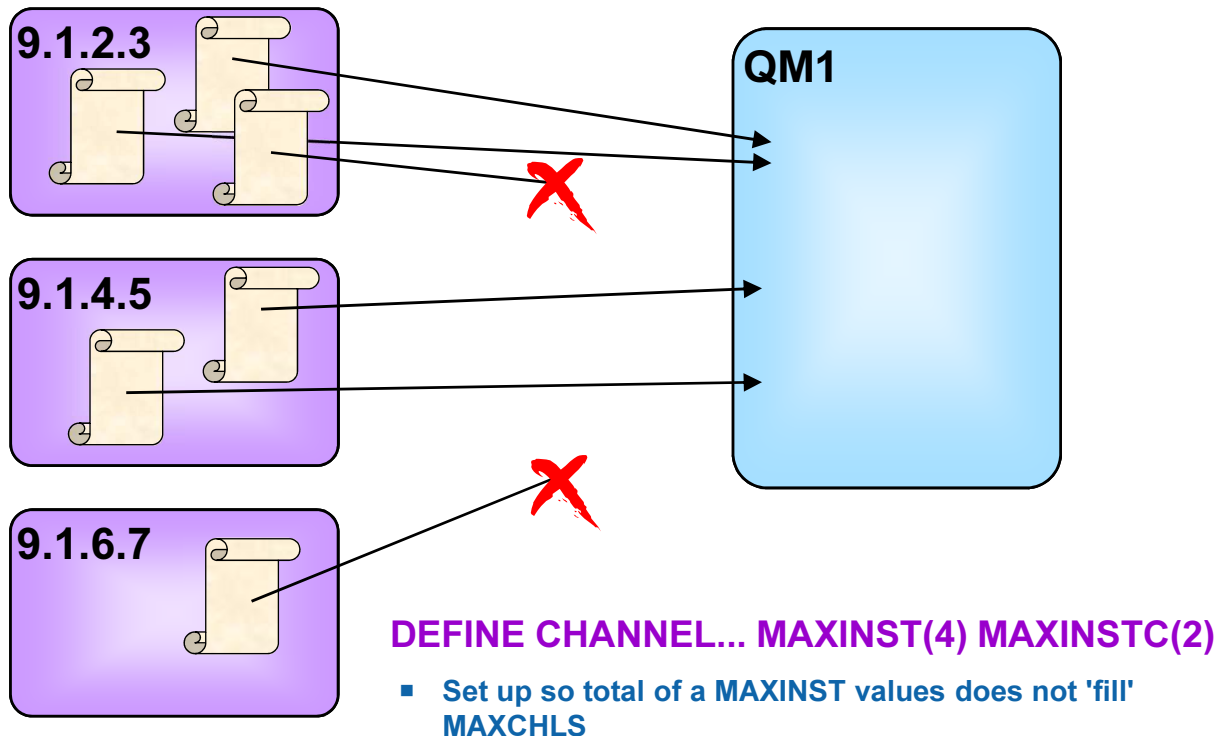 9.1.2.3
QM1
9.1.4.5
9.1.6.7
DEFINE CHANNEL... MAXINST(4) MAXINSTC(2)
▪ Set up so total of a MAXINST values does not 'fill'
MAXCHLS